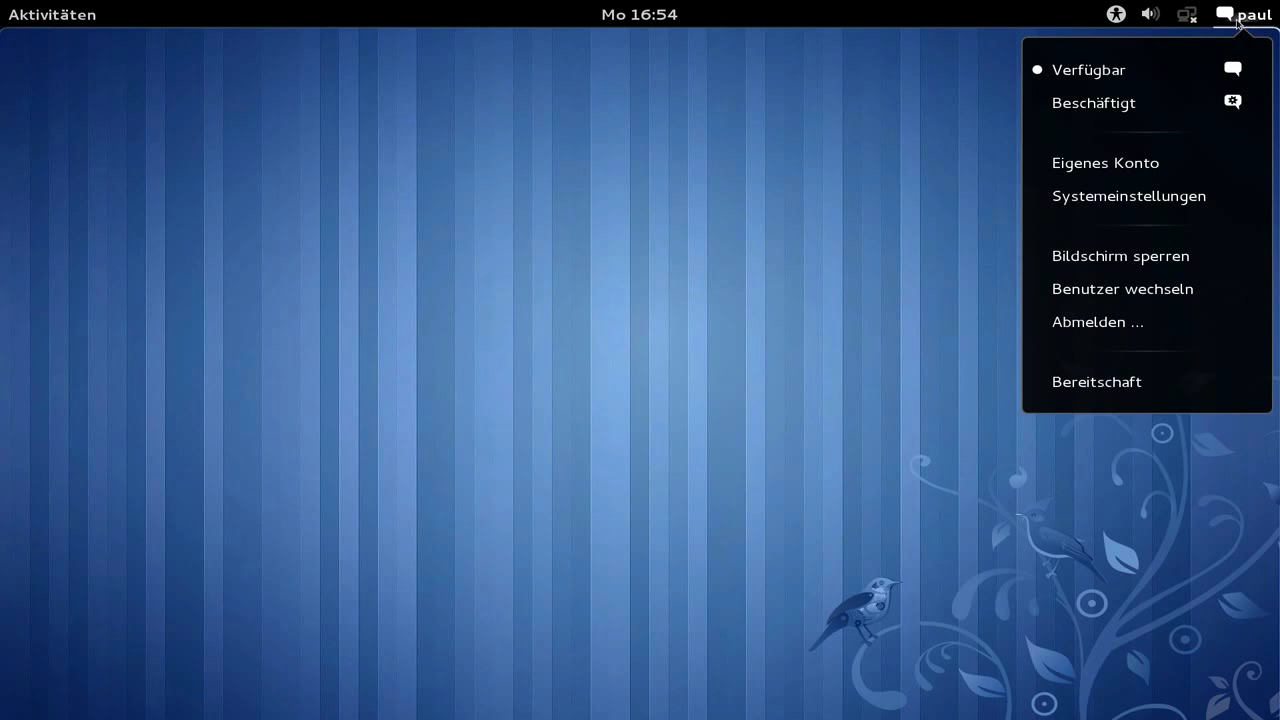 Aktivitäten
Mo 16:54
paul
Verfügbar
Beschäftigt
Eigenes Konto
Systemeinstellungen
Bildschirm sperren
Benutzer wechseln
Abmelden ...
Bereitschaft